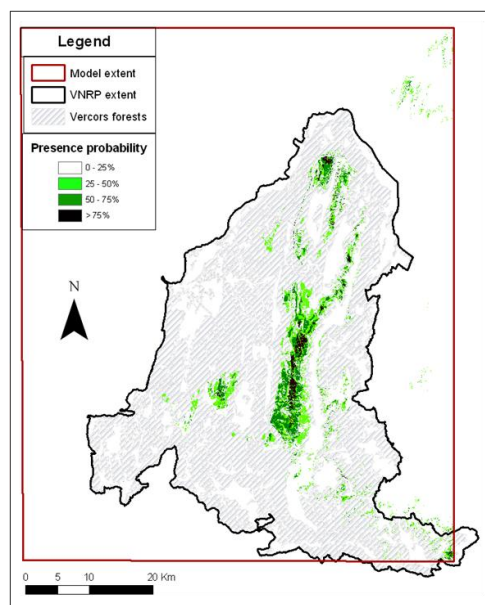 Legend
Model extent
VNRP extent
Vercors forests
Presence probability
0 - 25%
25 - 50%
50 - 75%
>75%
N
0 5 10 20 Km